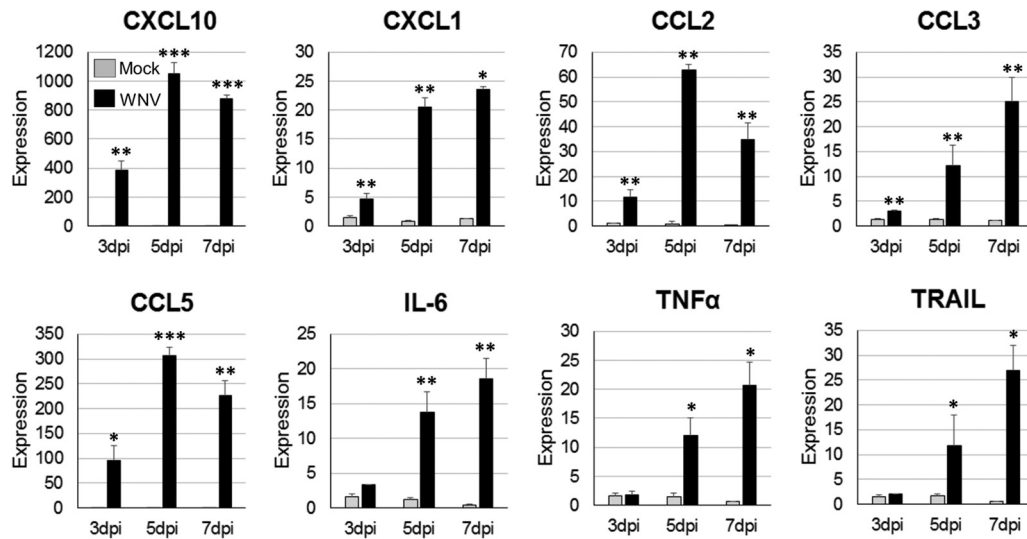 CXCL10 CXCL1 CCL2 CCL3
1200 30 70 35
1000 25 60 30
800 20 50 25
600 15 40 20
400 10 30 15
200 5 20 10
0 0 10 5
0 0
Expression Expression Expression Expression
Mock
WNV
** *** *** ** ** * ** ** ** ** ** **
3dpi 5dpi 7dpi 3dpi 5dpi 7dpi 3dpi 5dpi 7dpi 3dpi 5dpi 7dpi
CCL5 IL-6 TNFα TRAIL
350 25 30 35
300 20 25 30
250 15 20 25
200 10 15 20
150 5 10 15
100 0 5 10
50 0 5
0 0
Expression Expression Expression Expression
* *** ** ** ** * * * *
3dpi 5dpi 7dpi 3dpi 5dpi 7dpi 3dpi 5dpi 7dpi 3dpi 5dpi 7dpi